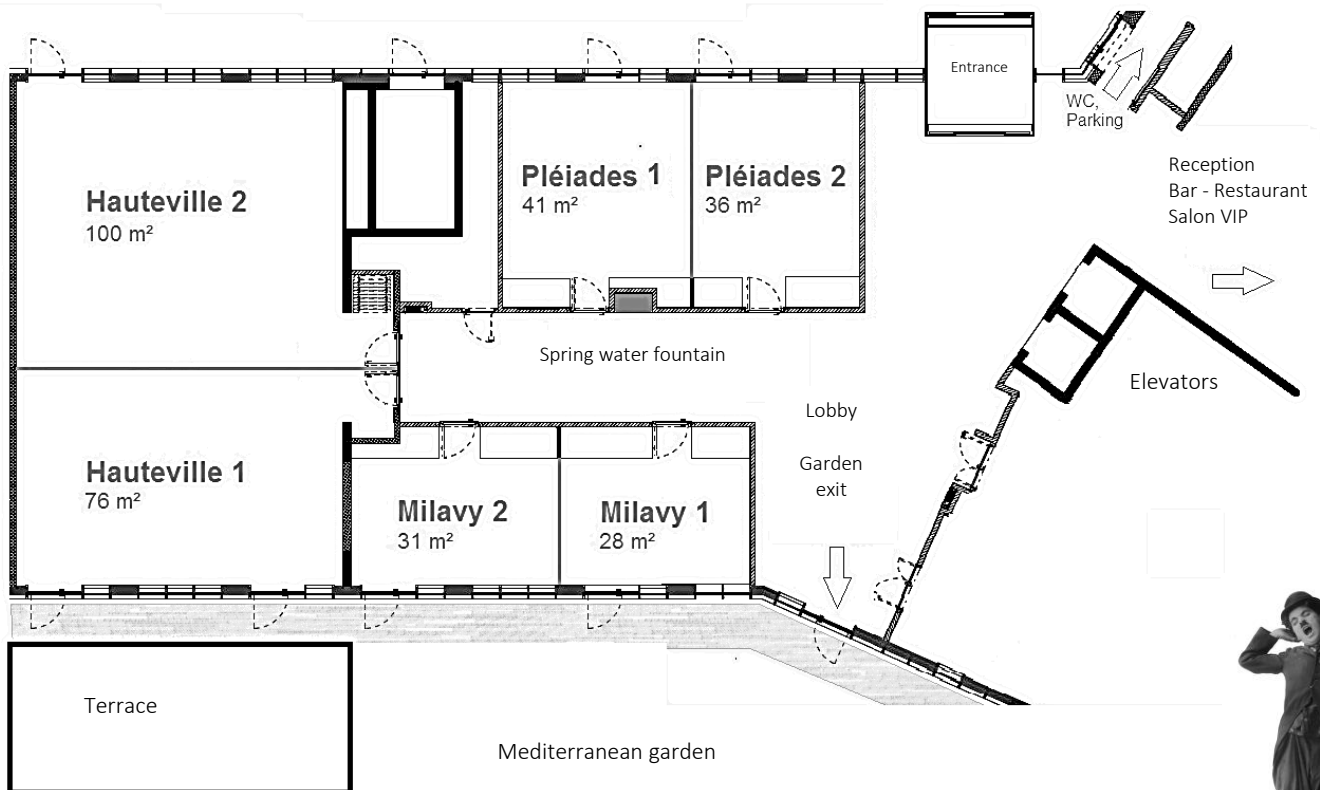 Entrance
WC,
Parking
Reception
Bar - Restaurant
Salon VIP
Hauteville 2
100 m²
Pléiades 1
41 m²
Pléiades 2
36 m²
Spring water fountain
Elevators
Lobby
Garden
exit
Hauteville 1
76 m²
Milavy 2
31 m²
Milavy 1
28 m²
Terrace
Mediterranean garden